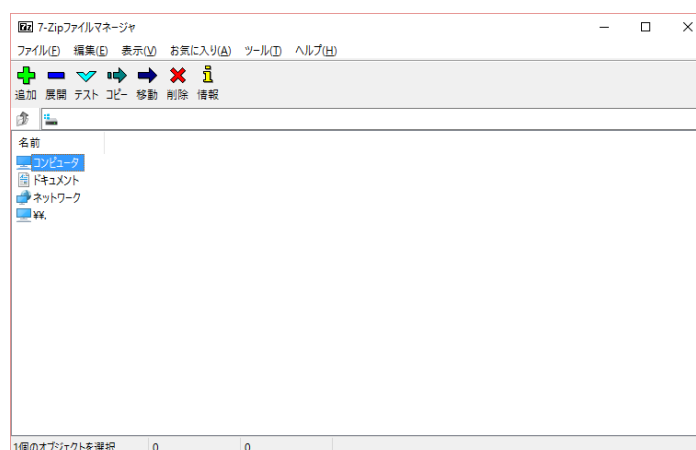 7z 7-Zipファイルマネージャ
ファイル(F) 編集(E) 表示(V) お気に入り(A) ツール(T) ヘルプ(H)
追加 展開 テスト コピー 移動 削除 情報
名前
コンピュータ
ドキュメント
ネットワーク
¥¥.
1個のオブジェクトを選択 0 0